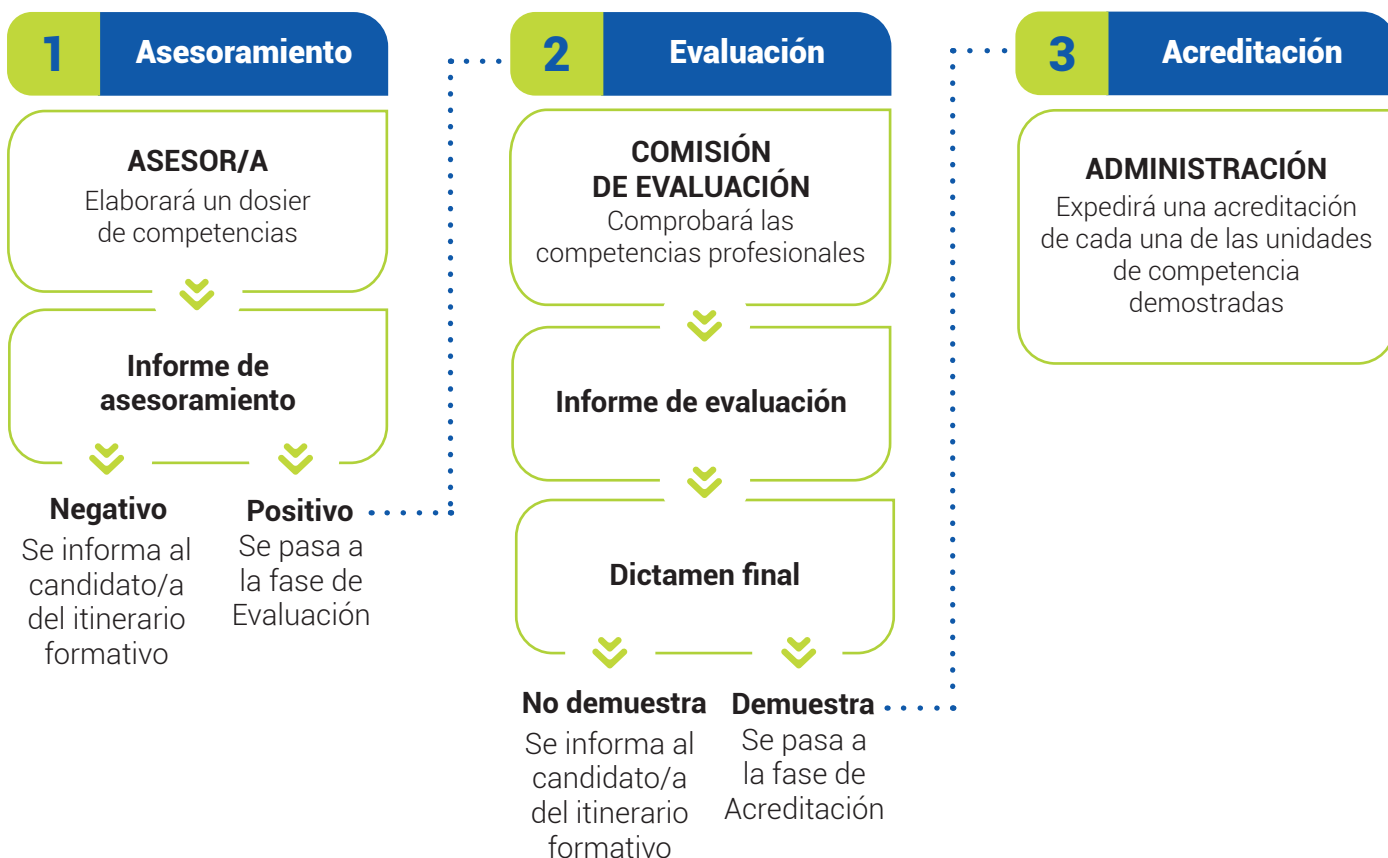 1 Asesoramiento
ASESOR/A
Elaborará un dosier
de competencias
Informe de
asesoramiento
Negativo
Se informa al
candidato/a
del itinerario
formativo
Positivo
Se pasa a
la fase de
Evaluación
2 Evaluación
COMISIÓN
DE EVALUACIÓN
Comprobará las
competencias profesionales
Informe de evaluación
Dictamen final
No demuestra
Se informa al
candidato/a
del itinerario
formativo
Demuestra
Se pasa a
la fase de
Acreditación
3 Acreditación
ADMINISTRACIÓN
Expedirá una acreditación
de cada una de las unidades
de competencia
demostradas